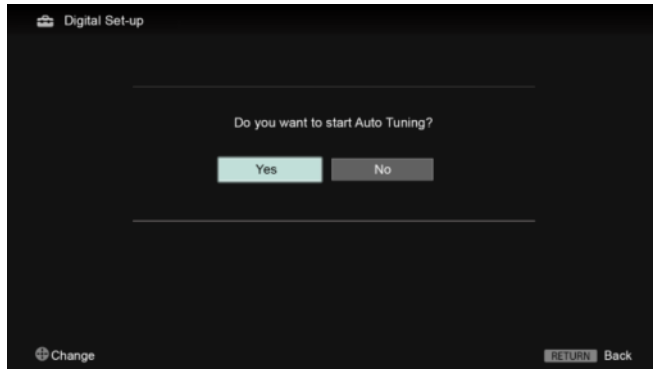 Digital Set-up
Do you want to start Auto Tuning?
Yes No
Change RETURN Back